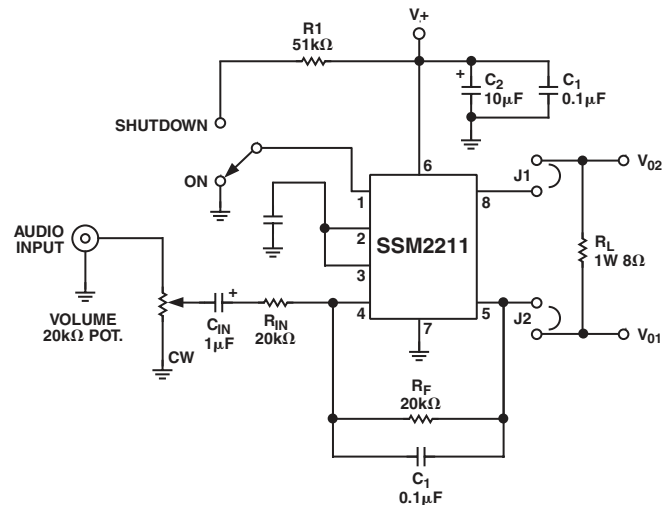 V+
R1
51kΩ
+
C2
10μF
C1
0.1μF
SHUTDOWN
ON
6
J1
V02
1
8
2
SSM2211
3
RL
1W 8Ω
AUDIO
INPUT
4
5
7
J2
V01
+
CIN
1μF
RIN
20kΩ
VOLUME
20kΩ POT.
CW
RF
20kΩ
C1
0.1μF